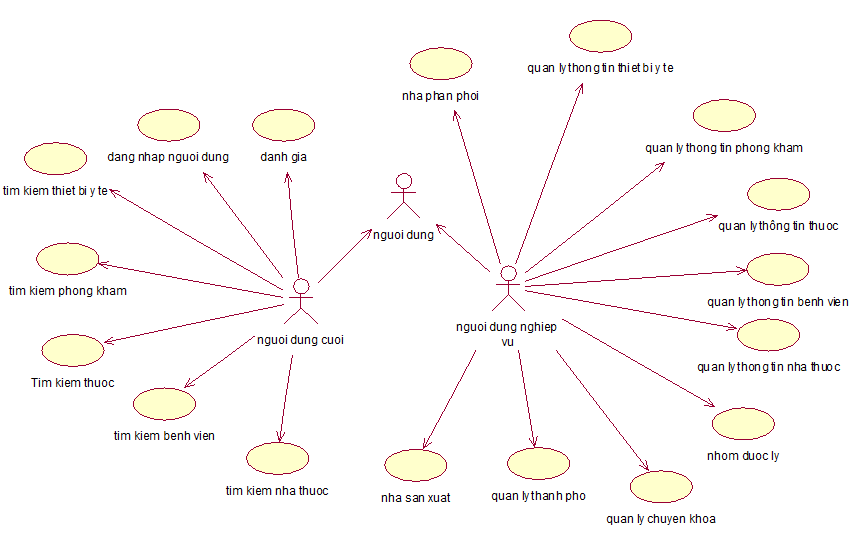 quan ly thong tin thiet bi y te
nha phan phoi
quan ly thong tin phong kham
dang nhap nguoi dung
danh gia
tim kiem thiet bi y te
nguoi dung
quan ly thông tin thuoc
tim kiem phong kham
quan ly thong tin benh vien
nguoi dung cuoi
nguoi dung nghiep
vu
quan ly thong tin nha thuoc
Tim kiem thuoc
tim kiem benh vien
nhom duoc ly
tim kiem nha thuoc
nha san xuat
quan ly thanh pho
quan ly chuyen khoa